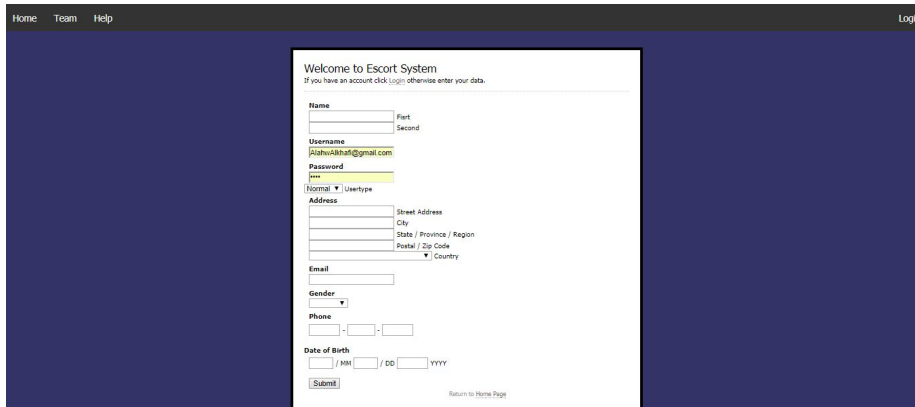 Home Team Help Logi
Welcome to Escort System
If you have an account click Login otherwise enter your data.
Name
Fisrt
Second
Username
AlahwAlkhafi@gmail.com
Password
••••
Normal ▼ Usertype
Address
Street Address
City
State / Province / Region
Postal / Zip Code
▼ Country
Email
Gender
▼
Phone
- -
Date of Birth
/ MM / DD YYYY
Submit
Return to Home Page